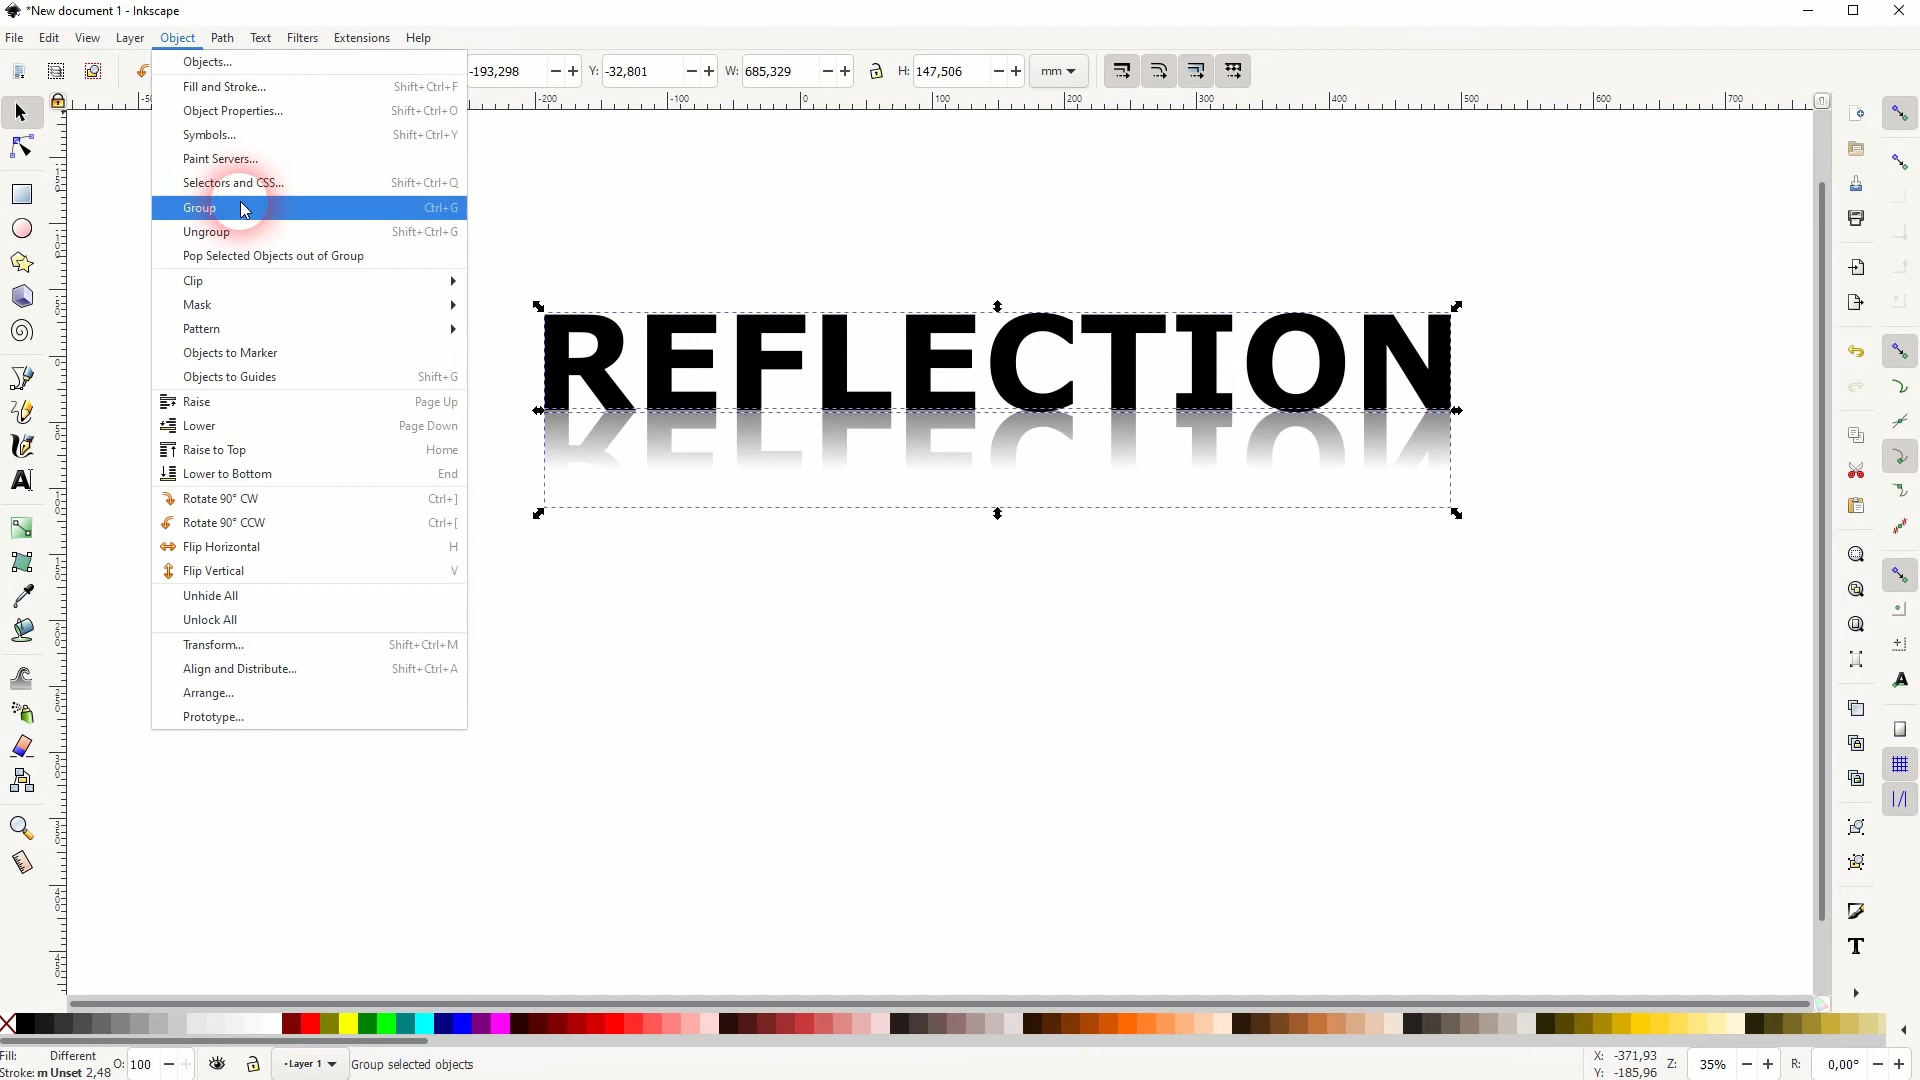 *New document 1 - Inkscape
File Edit View Layer Object Path Text Filters Extensions Help
-193,298 Y: -32,801 W: 685,329 H: 147,506 mm
Objects...
Fill and Stroke... Shift+Ctrl+F
Object Properties... Shift+Ctrl+O
Symbols... Shift+Ctrl+Y
Paint Servers...
Selectors and CSS... Shift+Ctrl+Q
Group Ctrl+G
Ungroup Shift+Ctrl+G
Pop Selected Objects out of Group
Clip
Mask
Pattern
Objects to Marker
Objects to Guides Shift+G
Raise Page Up
Lower Page Down
Raise to Top Home
Lower to Bottom End
Rotate 90° CW Ctrl+]
Rotate 90° CCW Ctrl+[
Flip Horizontal H
Flip Vertical V
Unhide All
Unlock All
Transform... Shift+Ctrl+M
Align and Distribute... Shift+Ctrl+A
Arrange...
Prototype...
-200 -100 0 100 200 300 400 500 600 700
REFLECTION
Fill: Different O: 100 -Layer 1 Group selected objects X: -371,93 Z: 35% R: 0,00°
Stroke: m Unset 2,48 Y: -185,96